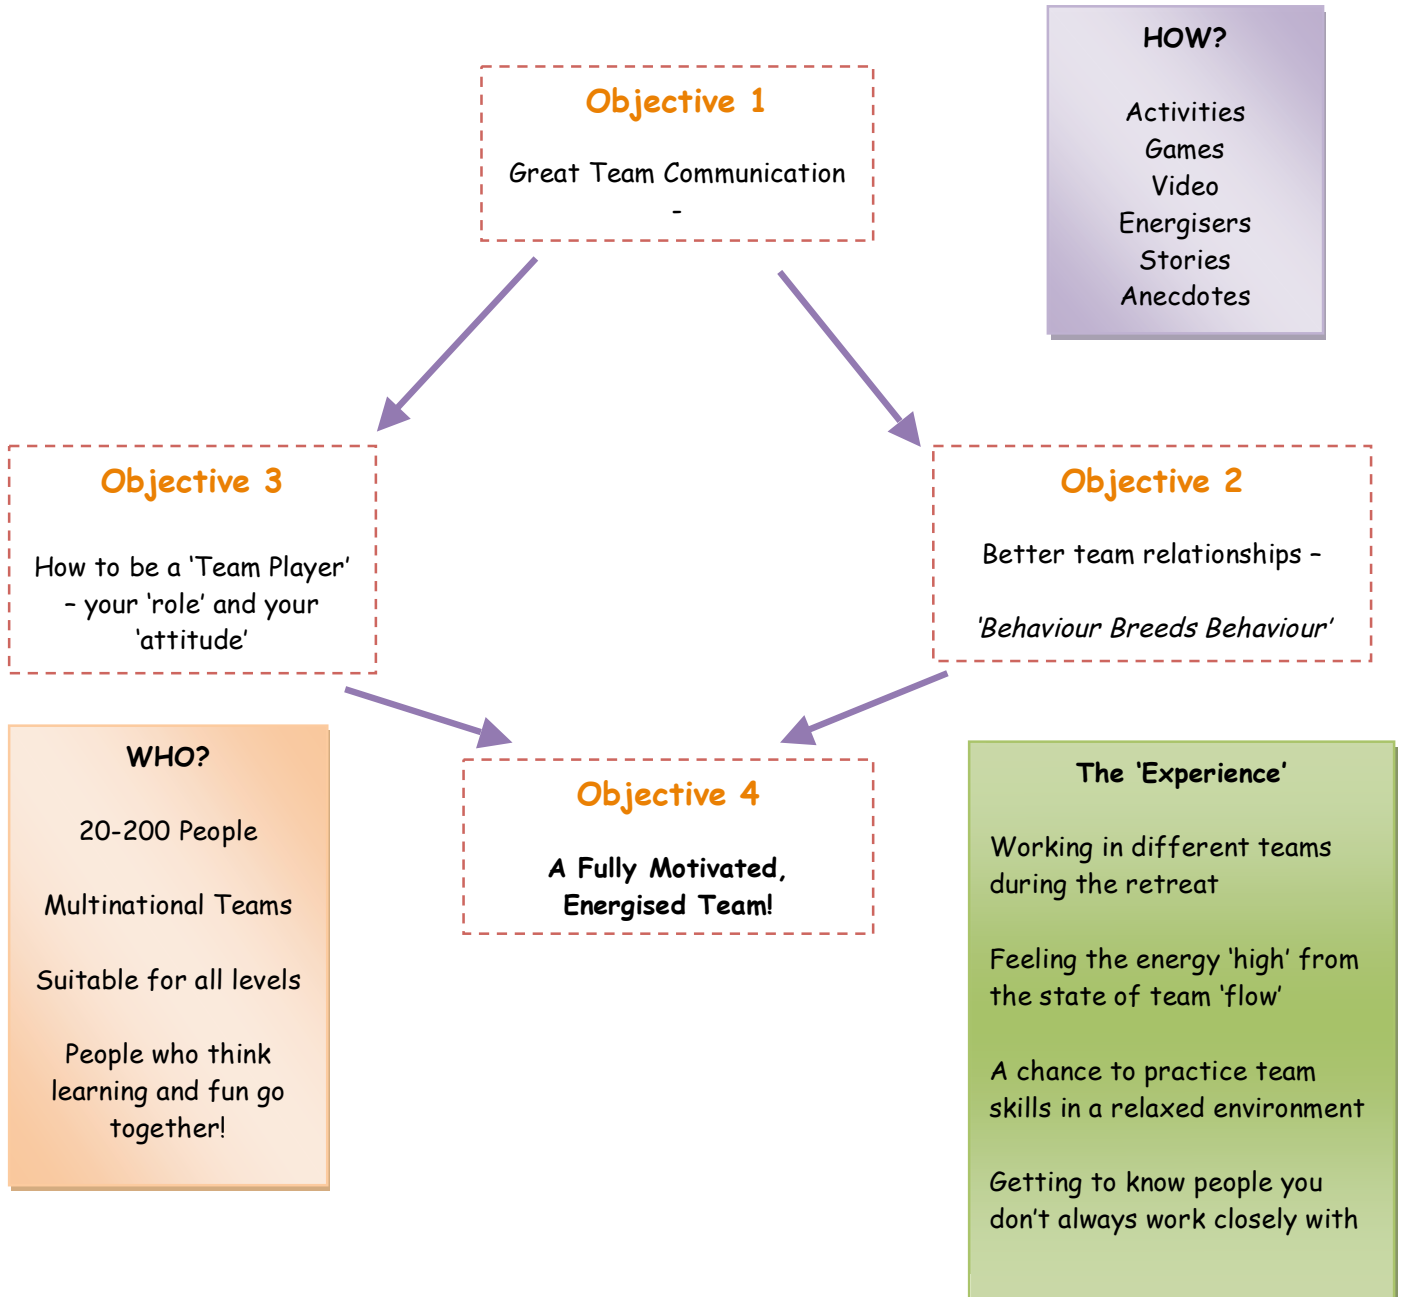 HOW?
Activities
Games
Video
Energisers
Stories
Anecdotes
Objective 1
Great Team Communication
-
Objective 3
How to be a ‘Team Player’
– your ‘role’ and your
‘attitude’
Objective 2
Better team relationships –
‘Behaviour Breeds Behaviour’
WHO?
20-200 People
Multinational Teams
Suitable for all levels
People who think
learning and fun go
together!
Objective 4
A Fully Motivated,
Energised Team!
The ‘Experience’
Working in different teams
during the retreat
Feeling the energy ‘high’ from
the state of team ‘flow’
A chance to practice team
skills in a relaxed environment
Getting to know people you
don’t always work closely with